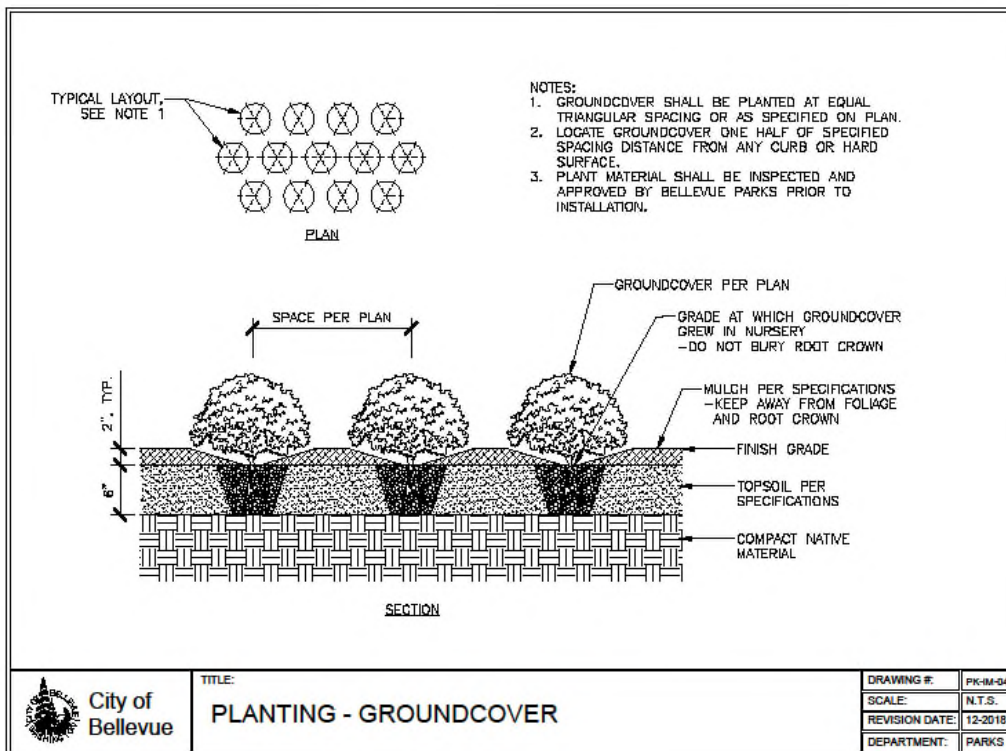 TYPICAL LAYOUT,
SEE NOTE 1
PLAN
NOTES:
1. GROUNDCOVER SHALL BE PLANTED AT EQUAL
TRIANGULAR SPACING OR AS SPECIFIED ON PLAN.
2. LOCATE GROUNDCOVER ONE HALF OF SPECIFIED
SPACING DISTANCE FROM ANY CURB OR HARD
SURFACE.
3. PLANT MATERIAL SHALL BE INSPECTED AND
APPROVED BY BELLEVUE PARKS PRIOR TO
INSTALLATION.
SPACE PER PLAN
GROUNDCOVER PER PLAN
GRADE AT WHICH GROUNDCOVER
GREW IN NURSERY
-DO NOT BURY ROOT CROWN
2". TYP.
MULCH PER SPECIFICATIONS
-KEEP AWAY FROM FOLIAGE
AND ROOT CROWN
FINISH GRADE
6"
TOPSOIL PER
SPECIFICATIONS
COMPACT NATIVE
MATERIAL
SECTION
City of
Bellevue
TITLE:
PLANTING - GROUNDCOVER
DRAWING #: PK-IM-04
SCALE: N.T.S.
REVISION DATE: 12-2018
DEPARTMENT: PARKS